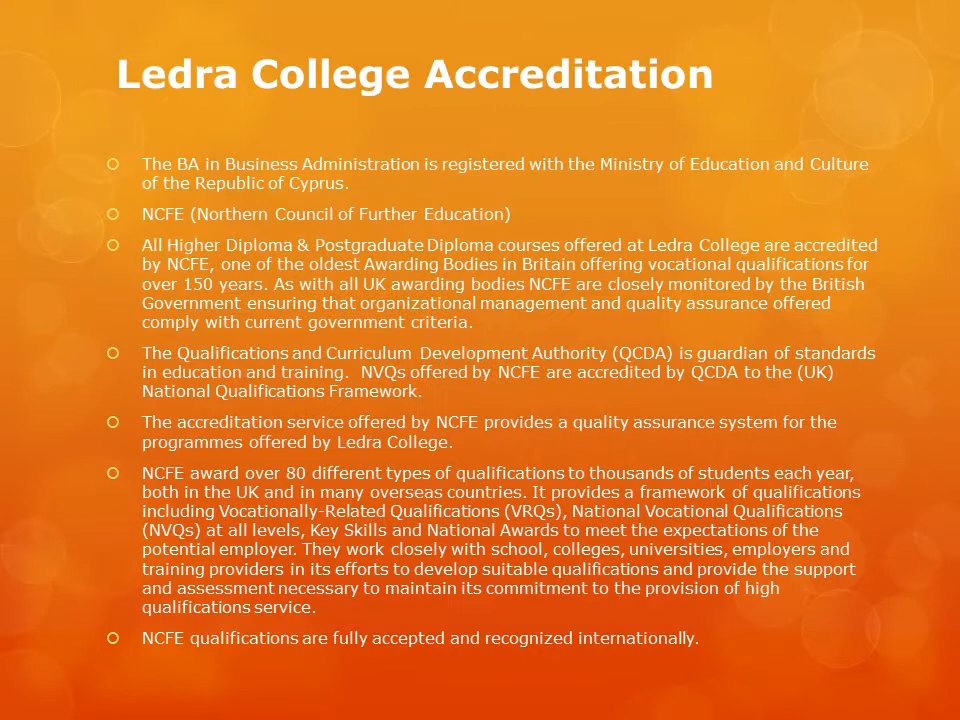 Ledra College Accreditation
The BA in Business Administration is registered with the Ministry of Education and Culture
of the Republic of Cyprus.
NCFE (Northern Council of Further Education)
All Higher Diploma & Postgraduate Diploma courses offered at Ledra College are accredited
by NCFE, one of the oldest Awarding Bodies in Britain offering vocational qualifications for
over 150 years. As with all UK awarding bodies NCFE are closely monitored by the British
Government ensuring that organizational management and quality assurance offered
comply with current government criteria.
The Qualifications and Curriculum Development Authority (QCDA) is guardian of standards
in education and training. NVQs offered by NCFE are accredited by QCDA to the (UK)
National Qualifications Framework.
The accreditation service offered by NCFE provides a quality assurance system for the
programmes offered by Ledra College.
NCFE award over 80 different types of qualifications to thousands of students each year,
both in the UK and in many overseas countries. It provides a framework of qualifications
including Vocationally-Related Qualifications (VRQs), National Vocational Qualifications
(NVQs) at all levels, Key Skills and National Awards to meet the expectations of the
potential employer. They work closely with school, colleges, universities, employers and
training providers in its efforts to develop suitable qualifications and provide the support
and assessment necessary to maintain its commitment to the provision of high
qualifications service.
NCFE qualifications are fully accepted and recognized internationally.